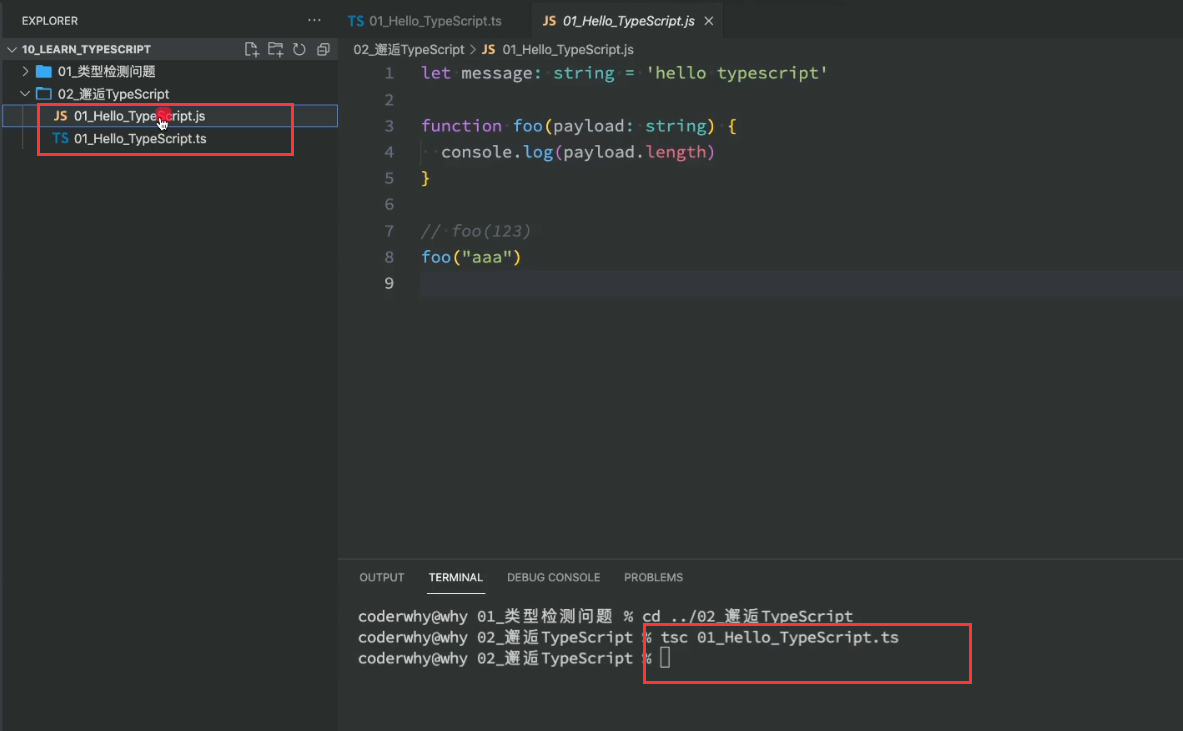 EXPLORER
···
TS 01_Hello_TypeScript.ts
JS 01_Hello_TypeScript.js
10_LEARN_TYPESCRIPT
02_邂逅TypeScript > JS 01_Hello_TypeScript.js
01_类型检测问题
02_邂逅TypeScript
JS 01_Hello_TypeScript.js
TS 01_Hello_TypeScript.ts
1 let message: string = 'hello typescript'
2
3 function foo(payload: string) {
4 console.log(payload.length)
5 }
6
7 // foo(123)
8 foo("aaa")
9
OUTPUT TERMINAL DEBUG CONSOLE PROBLEMS
coderwhy@why 01_类型检测问题 % cd ../02_邂逅TypeScript
coderwhy@why 02_邂逅TypeScript % tsc 01_Hello_TypeScript.ts
coderwhy@why 02_邂逅TypeScript %